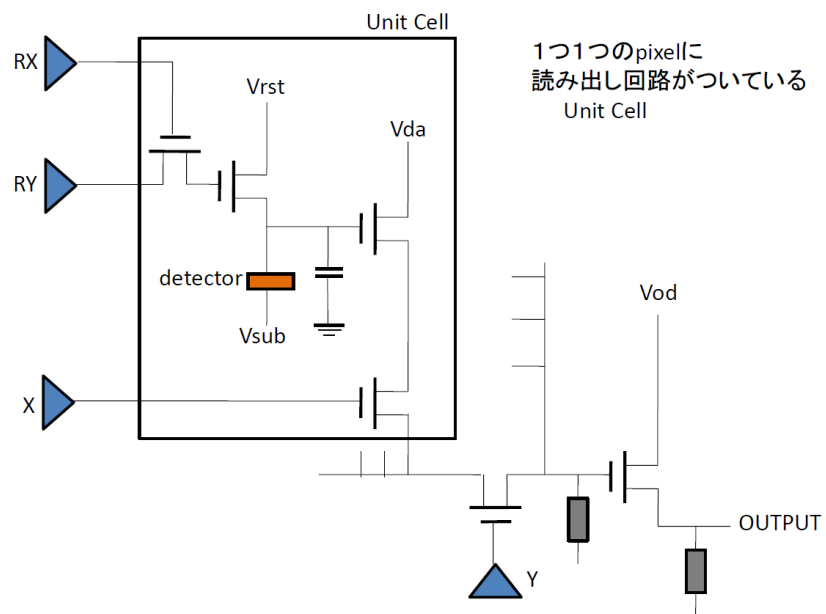 Unit Cell
１つ１つのpixelに
読み出し回路がついている
Unit Cell
RX
Vrst
Vda
RY
detector
Vsub
Vod
X
OUTPUT
Y